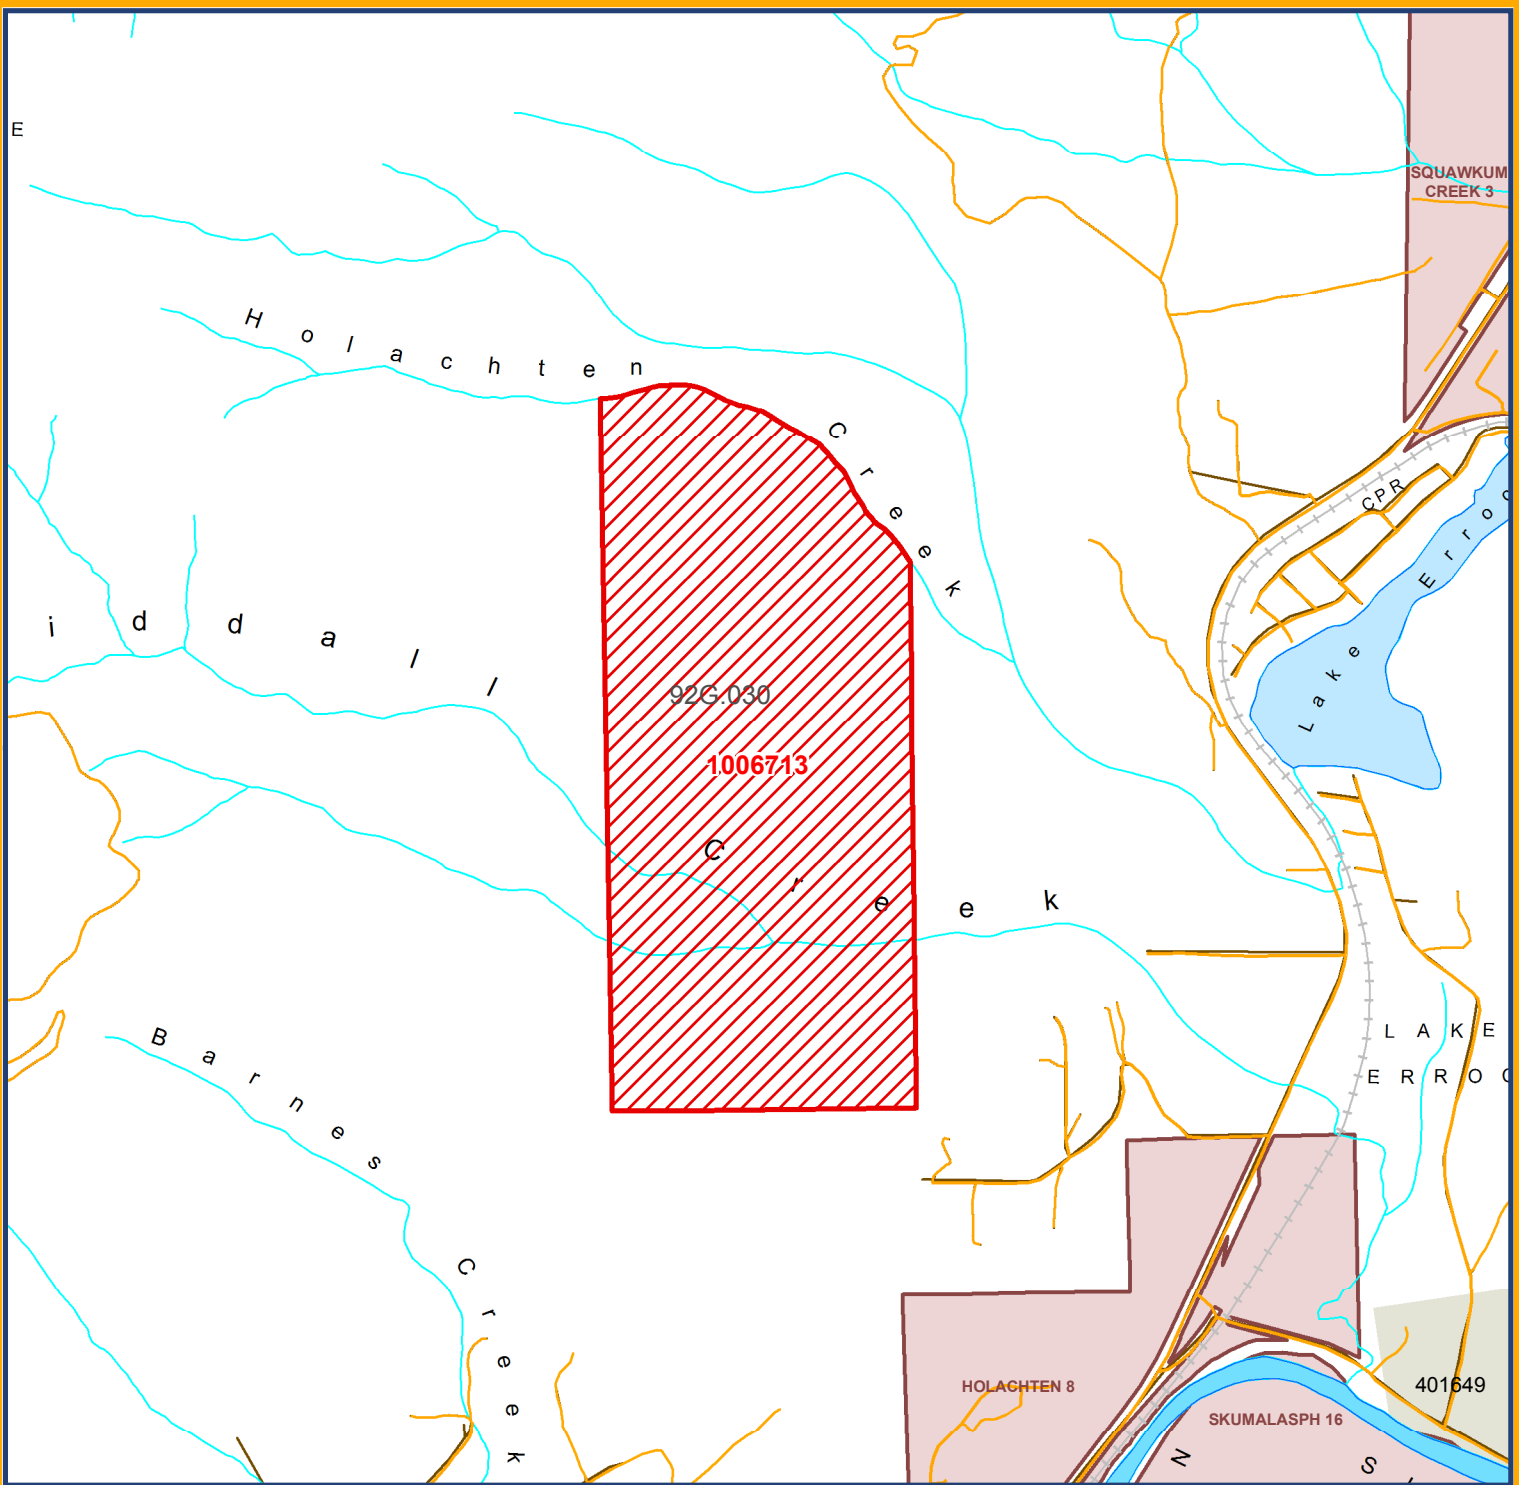 E
SQUAWKUM
CREEK 3
Holachten
Creek
CPR
Lake Erroc
iddall
92G.030
1006713
Creek
LAKE
ERROC
Barnes
Creek
HOLACHTEN 8
401649
SKUMALASPH 16
N
S